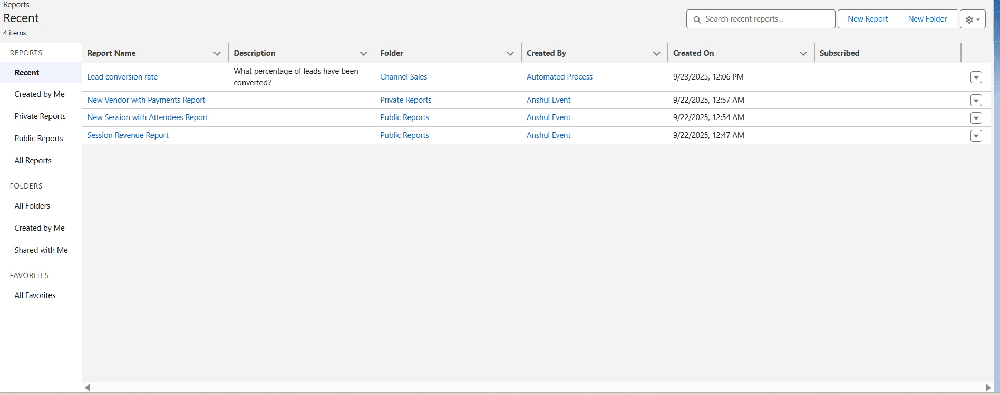 Reports
Recent
4 items
Search recent reports...
New Report
New Folder
REPORTS
Recent
Created by Me
Private Reports
Public Reports
All Reports
FOLDERS
All Folders
Created by Me
Shared with Me
FAVORITES
All Favorites
Report Name Description Folder Created By Created On Subscribed
Lead conversion rate What percentage of leads have been Channel Sales Automated Process 9/23/2025, 12:06 PM
converted?
New Vendor with Payments Report Private Reports Anshul Event 9/22/2025, 12:57 AM
New Session with Attendees Report Public Reports Anshul Event 9/22/2025, 12:54 AM
Session Revenue Report Public Reports Anshul Event 9/22/2025, 12:47 AM